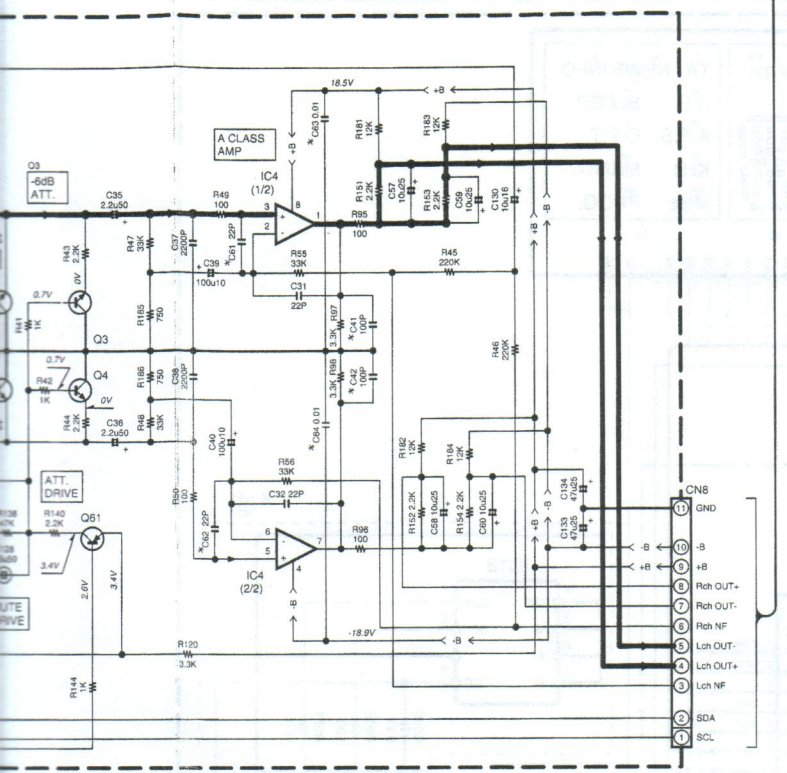 18.5V
+B
C63 0.01
R181
12K
R183
12K
A CLASS
AMP
+B
IC4
(1/2)
8
3
2
1
Q3
-6dB
ATT.
C35
2.2u50
R49
100
R151
2.2K
C57
10u25
R153
2.2K
C59
10u25
C130
10u16
R95
100
R43
2.2K
R47
33K
C37
2200P
C61 22P
C39
100u10
R55
33K
R45
220K
C31
22P
0V
0.7V
R185
750
R97
3.3K
C41
100P
R41
1K
Q3
Q4
0.7V
R42
1K
R186
750
C38
2200P
R98
3.3K
C42
100P
R46
220K
0V
R44
2.2K
R48
33K
C36
2.2u50
C40
100u10
C64 0.01
R182
12K
R184
12K
ATT.
DRIVE
R56
33K
R50
100
C32 22P
C62 22P
R152 2.2K
C58 10u25
R154 2.2K
C60 10u25
C134
47u25
C133
47u25
+B
-B
R140
2.2K
Q61
6
5
7
4
R96
100
IC4
(2/2)
-B
3.4V
2.6V
3.4V
-18.9V
-B
R120
3.3K
R144
1K
CN8
11 GND
-B
10 -B
+B
9 +B
8 Rch OUT+
7 Rch OUT-
6 Rch NF
5 Lch OUT-
4 Lch OUT+
3 Lch NF
2 SDA
1 SCL